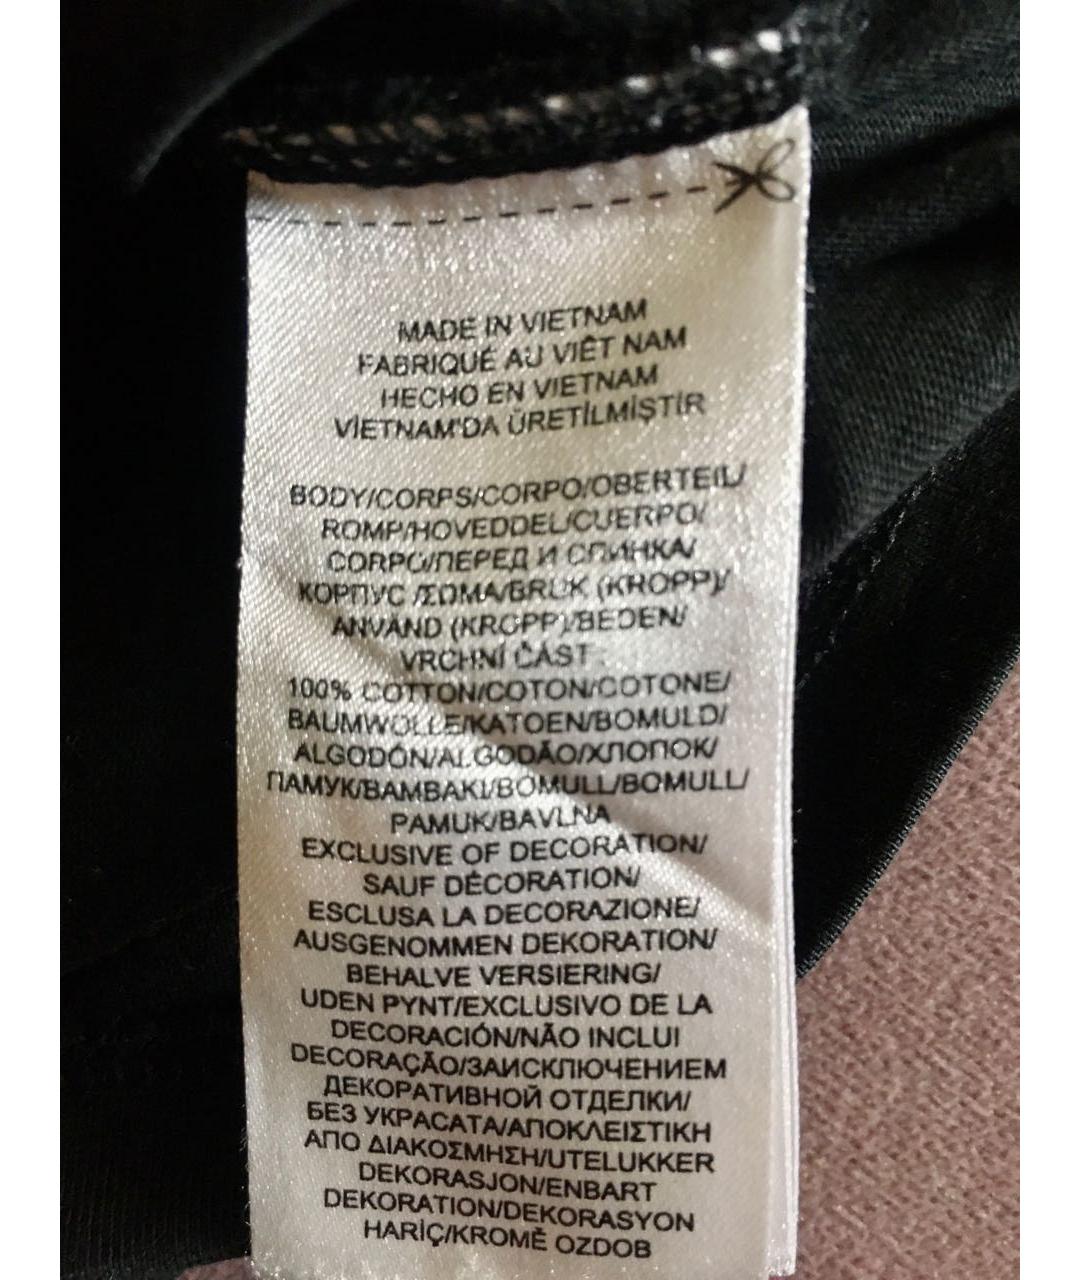 MADE IN VIETNAM
FABRIQUÉ AU VIÊT NAM
HECHO EN VIETNAM
VİETNAM'DA ÜRETİLMİŞTİR
BODY/CORPS/CORPO/OBERTEIL/
ROMP/HOVEDDEL/CUERPO/
CORPO/ПЕРЕД И СПИНКА/
КОРПУС /ΣΩΜΑ/BRUK (KROPP)/
ANVÄND (KROPP)/BEDEN/
VRCHNÍ ČÁST :
100% COTTON/COTON/COTONE/
BAUMWOLLE/KATOEN/BOMULD/
ALGODÓN/ALGODÃO/ХЛОПОК/
ПАМУК/ΒΑΜΒΑΚΙ/BOMULL/BOMULL/
PAMUK/BAVLNA
EXCLUSIVE OF DECORATION/
SAUF DÉCORATION/
ESCLUSA LA DECORAZIONE/
AUSGENOMMEN DEKORATION/
BEHALVE VERSIERING/
UDEN PYNT/EXCLUSIVO DE LA
DECORACIÓN/NÃO INCLUI
DECORAÇÃO/ЗАИСКЛЮЧЕНИЕМ
ДЕКОРАТИВНОЙ ОТДЕЛКИ/
БЕЗ УКРАСАТА/ΑΠΟΚΛΕΙΣΤΙΚΗ
ΑΠΟ ΔΙΑΚΟΣΜΗΣΗ/UTELUKKER
DEKORASJON/ENBART
DEKORATION/DEKORASYON
HARİÇ/KROMĚ OZDOB